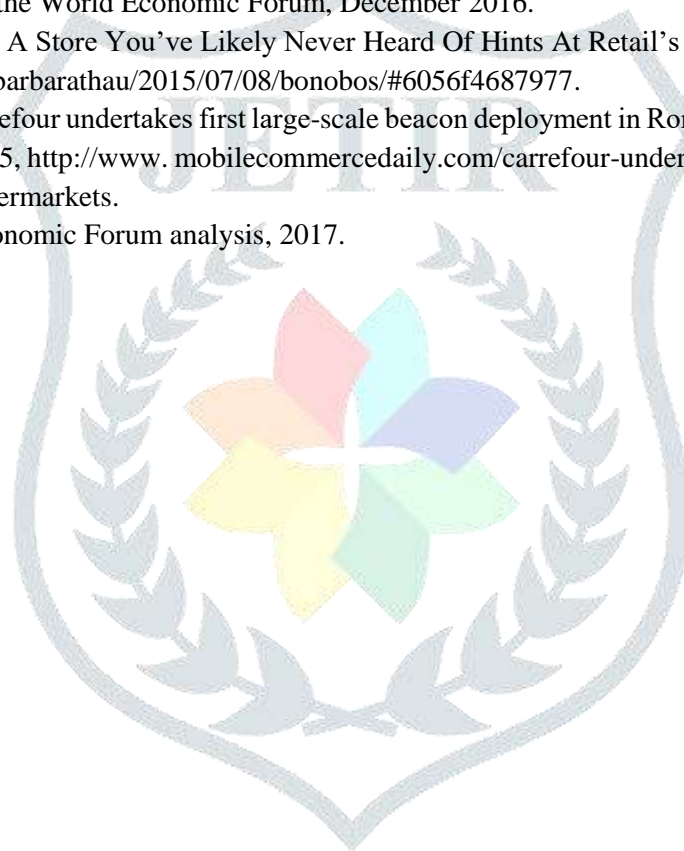 the World Economic Forum, December 2016.
A Store You’ve Likely Never Heard Of Hints At Retail’s
barbarathau/2015/07/08/bonobos/#6056f4687977.
refour undertakes first large-scale beacon deployment in Ron
5, http://www. mobilecommercedaily.com/carrefour-under
ermarkets.
onomic Forum analysis, 2017.
JETIR